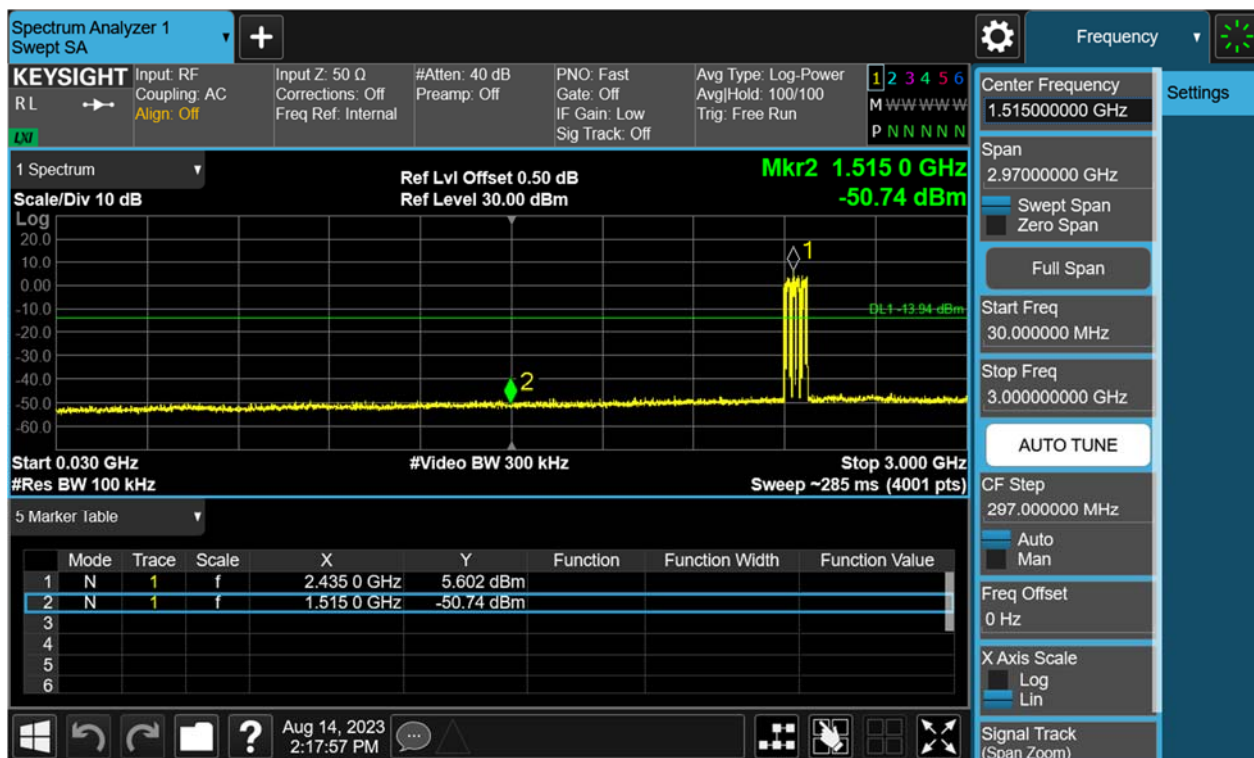 Spectrum Analyzer 1
Swept SA
Frequency
KEYSIGHT
R L
LXI
Input: RF
Coupling: AC
Align: Off
Input Z: 50 Ω
Corrections: Off
Freq Ref: Internal
#Atten: 40 dB
Preamp: Off
PNO: Fast
Gate: Off
IF Gain: Low
Sig Track: Off
Avg Type: Log-Power
Avg|Hold: 100/100
Trig: Free Run
1 2 3 4 5 6
M W W W W W
P N N N N N
1 Spectrum
Scale/Div 10 dB
Ref Lvl Offset 0.50 dB
Ref Level 30.00 dBm
Mkr2 1.515 0 GHz
-50.74 dBm
Log
20.0
10.0
0.00
-10.0
-20.0
-30.0
-40.0
-50.0
-60.0
1
DL1 -13.94 dBm
2
Start 0.030 GHz
#Video BW 300 kHz
Stop 3.000 GHz
#Res BW 100 kHz
Sweep ~285 ms (4001 pts)
5 Marker Table
Mode Trace Scale X Y Function Function Width Function Value
1 N 1 f 2.435 0 GHz 5.602 dBm
2 N 1 f 1.515 0 GHz -50.74 dBm
3
4
5
6
Aug 14, 2023
2:17:57 PM
Center Frequency
1.515000000 GHz
Settings
Span
2.97000000 GHz
Swept Span
Zero Span
Full Span
Start Freq
30.000000 MHz
Stop Freq
3.000000000 GHz
AUTO TUNE
CF Step
297.000000 MHz
Auto
Man
Freq Offset
0 Hz
X Axis Scale
Log
Lin
Signal Track
(Span Zoom)